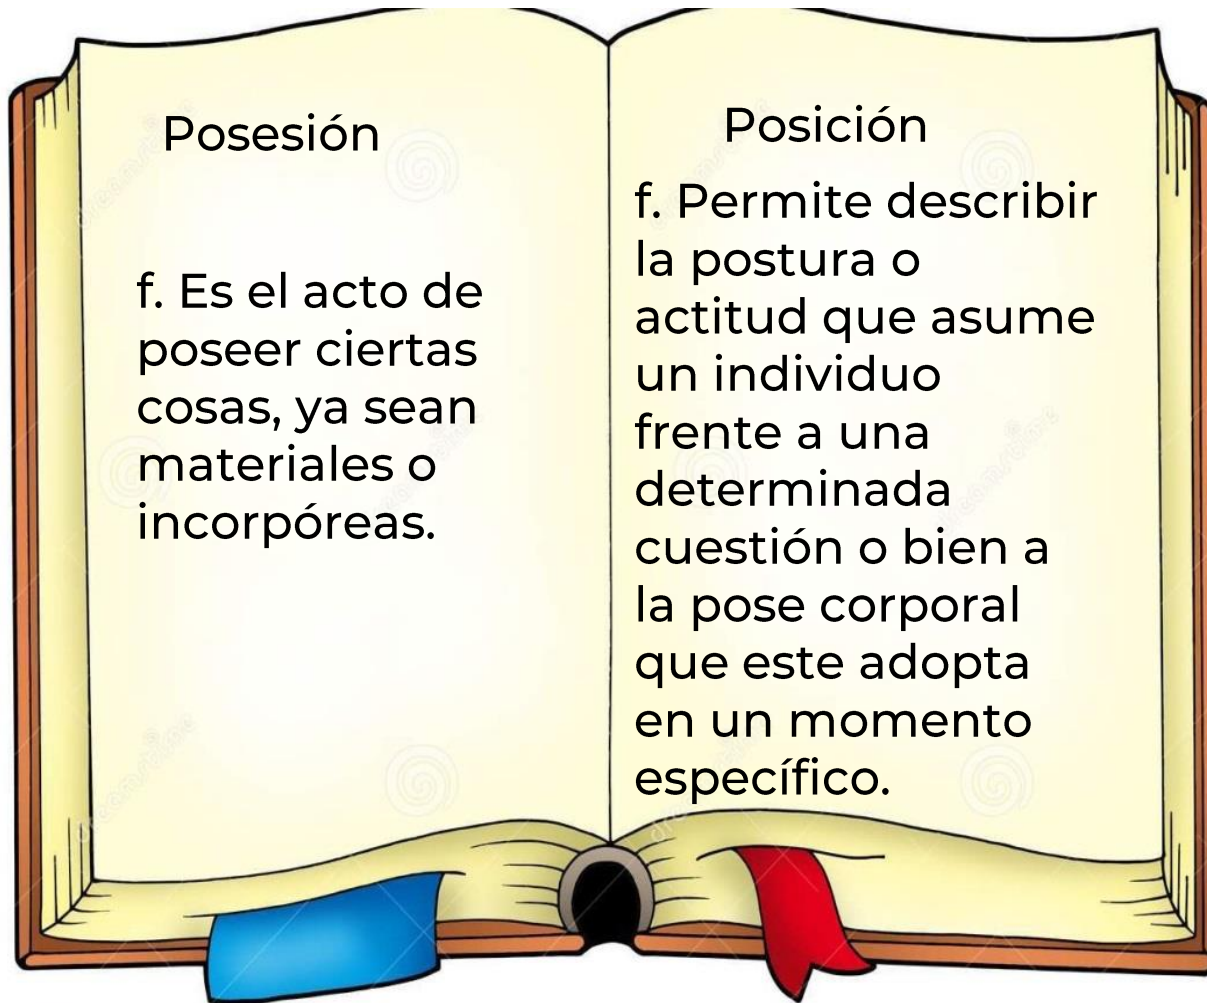 Posesión
f. Es el acto de
poseer ciertas
cosas, ya sean
materiales o
incorpóreas.
Posición
f. Permite describir
la postura o
actitud que asume
un individuo
frente a una
determinada
cuestión o bien a
la pose corporal
que este adopta
en un momento
específico.